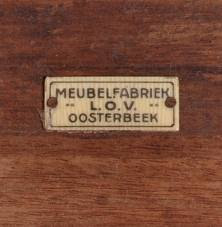 MEUBELFABRIEK
-- L.O.V. --
OOSTERBEEK